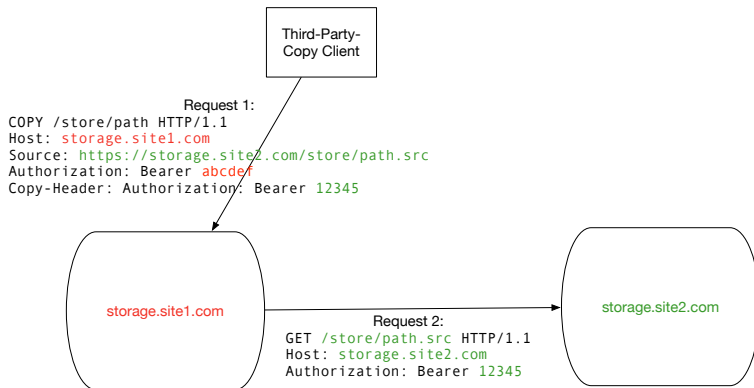 Third-Party-
Copy Client
Request 1:
COPY /store/path HTTP/1.1
Host: storage.site1.com
Source: https://storage.site2.com/store/path.src
Authorization: Bearer abcdef
Copy-Header: Authorization: Bearer 12345
storage.site1.com
storage.site2.com
Request 2:
GET /store/path.src HTTP/1.1
Host: storage.site2.com
Authorization: Bearer 12345